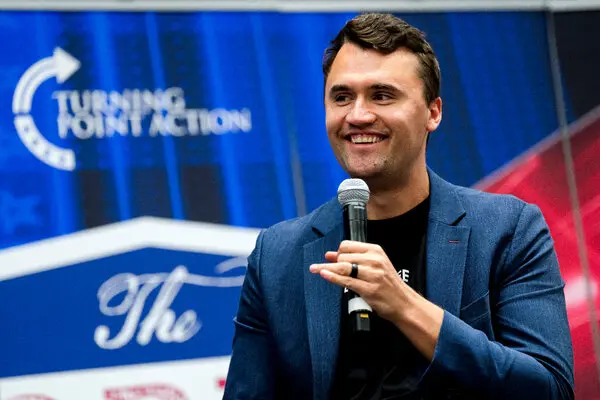 TURNING
POINT ACTION
The